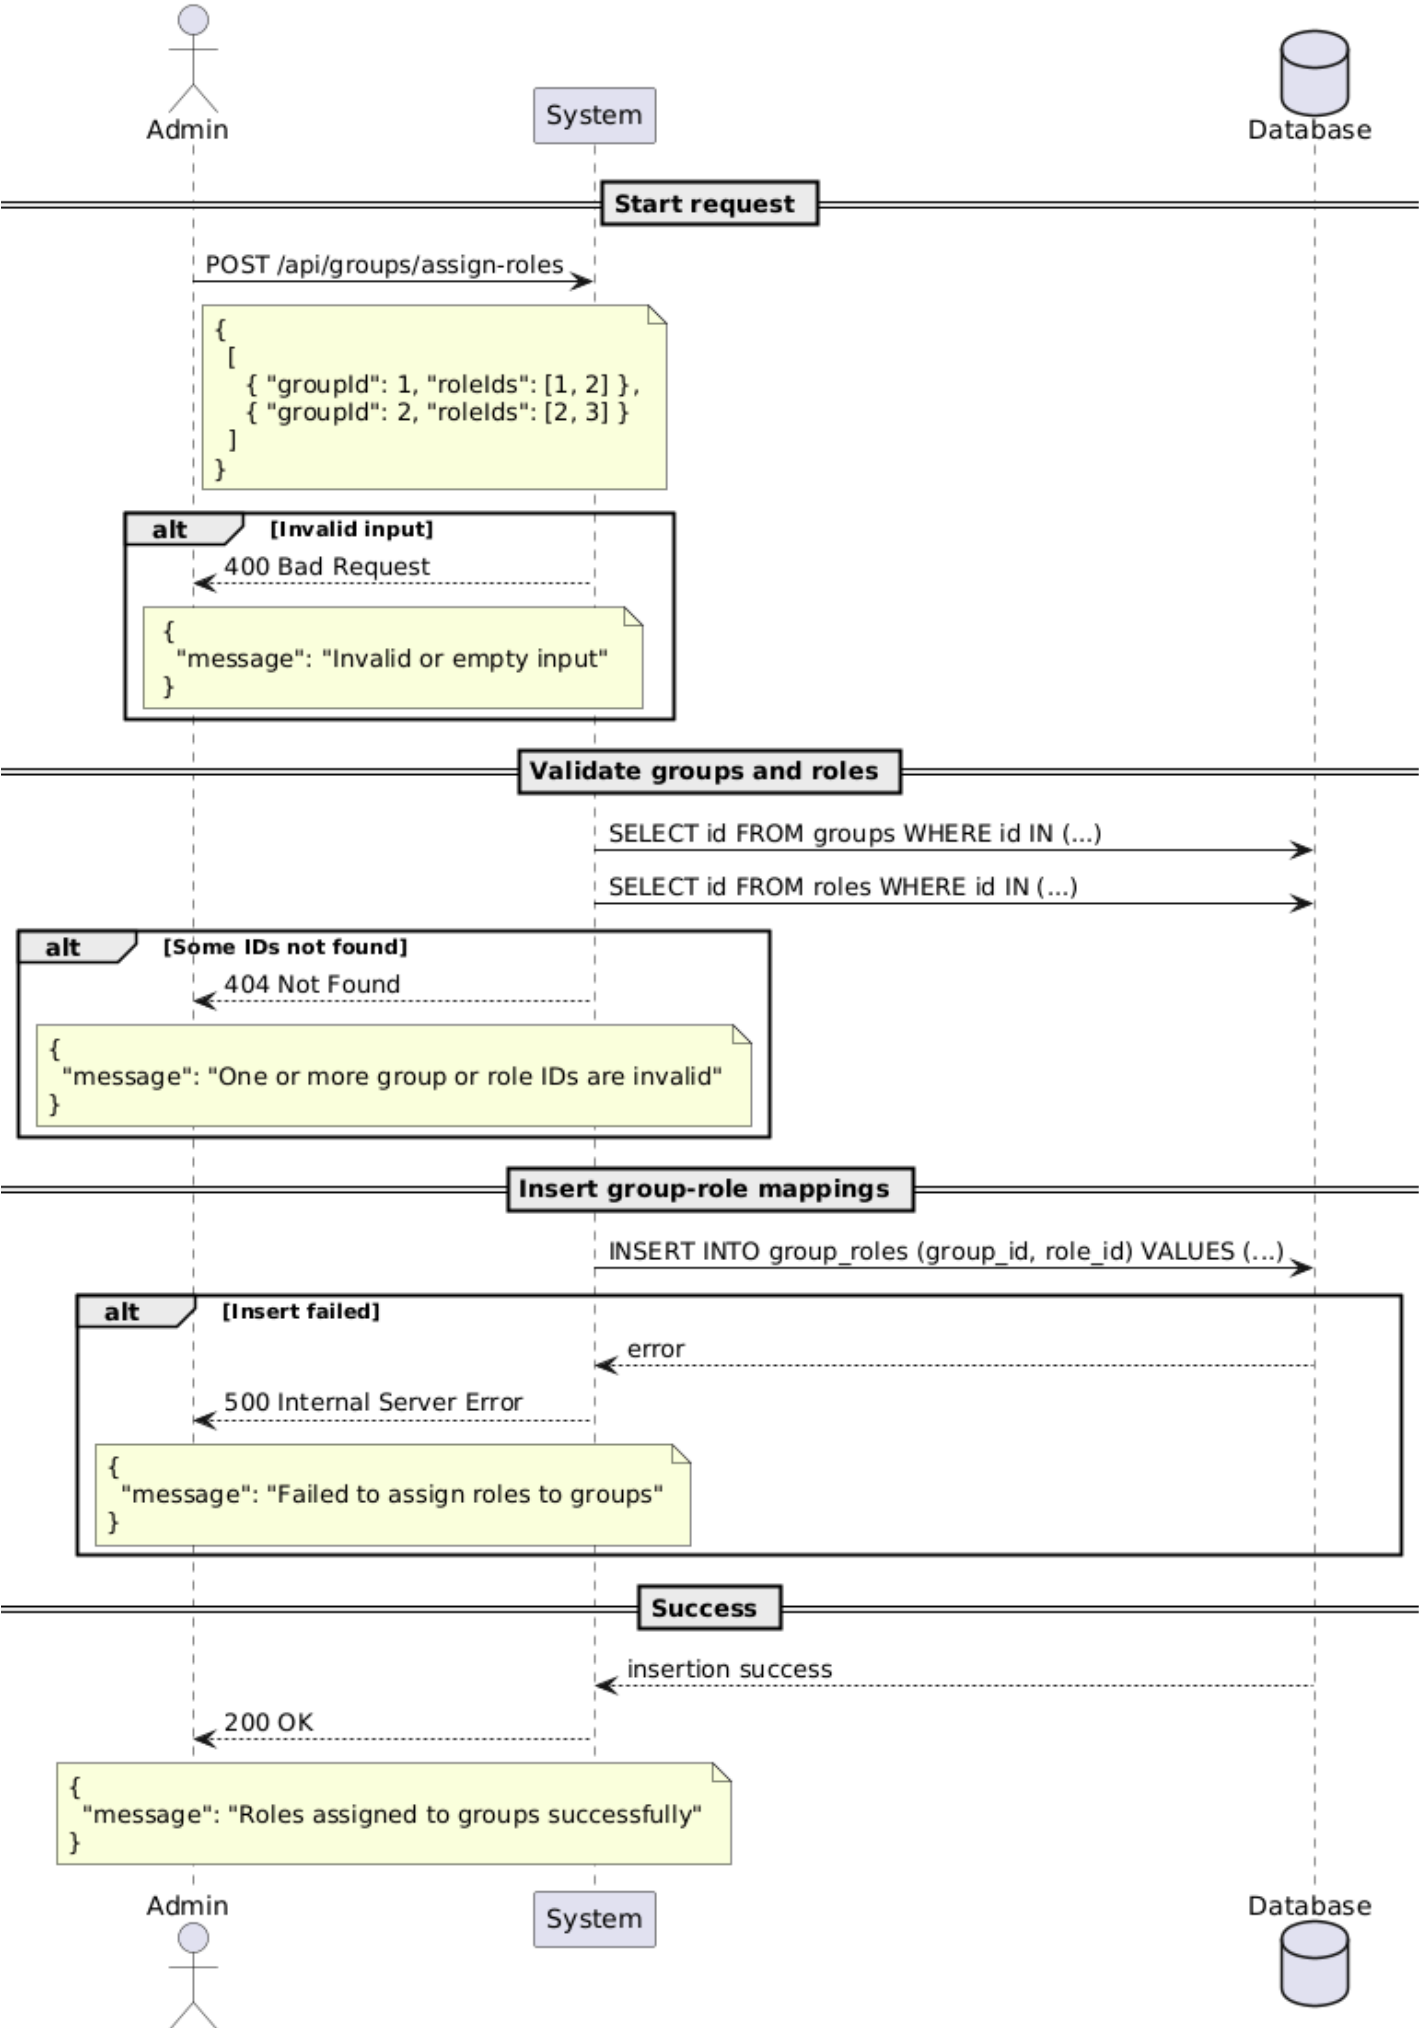 Admin
System
Database
Start request
POST /api/groups/assign-roles
{
[
{ "groupId": 1, "roleIds": [1, 2] },
{ "groupId": 2, "roleIds": [2, 3] }
]
}
alt [Invalid input]
400 Bad Request
{
"message": "Invalid or empty input"
}
Validate groups and roles
SELECT id FROM groups WHERE id IN (...)
SELECT id FROM roles WHERE id IN (...)
alt [Some IDs not found]
404 Not Found
{
"message": "One or more group or role IDs are invalid"
}
Insert group-role mappings
INSERT INTO group_roles (group_id, role_id) VALUES (...)
alt [Insert failed]
error
500 Internal Server Error
{
"message": "Failed to assign roles to groups"
}
Success
insertion success
200 OK
{
"message": "Roles assigned to groups successfully"
}
Admin
System
Database